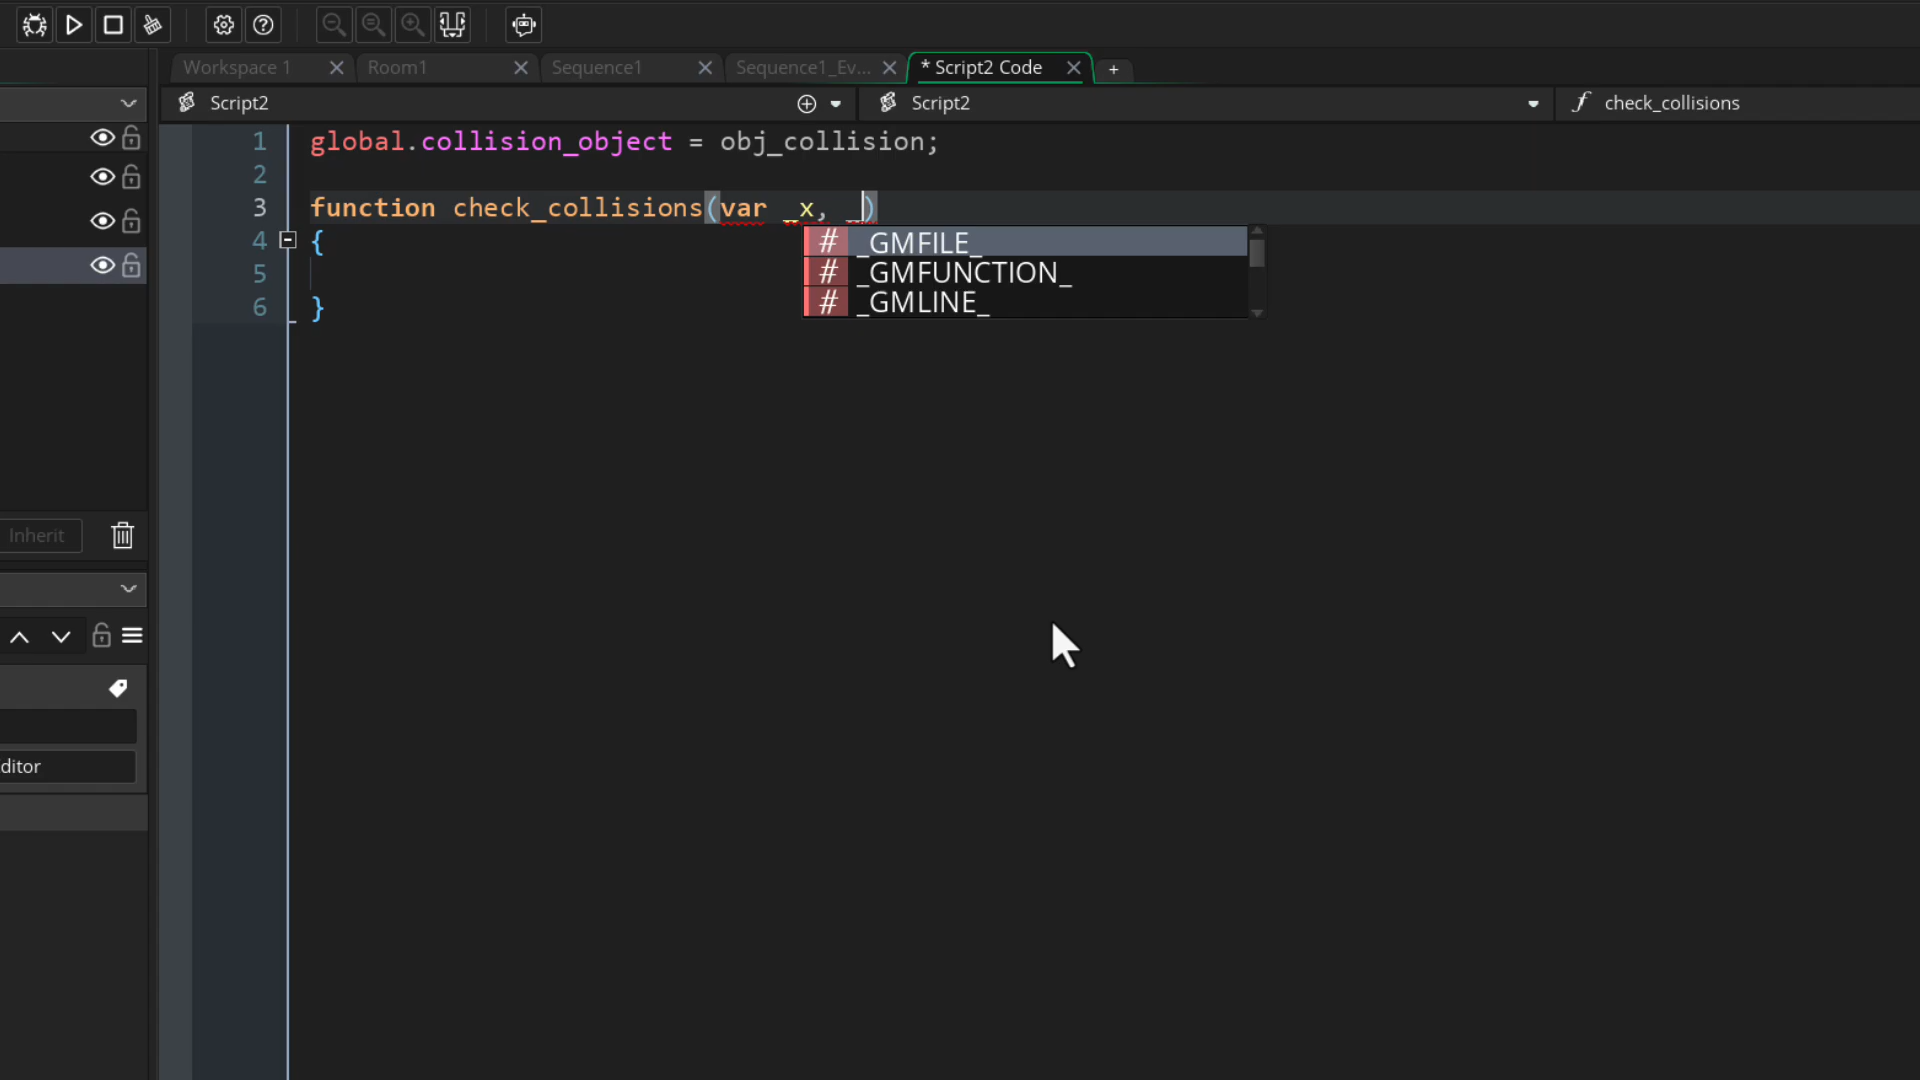 Workspace 1
Room1
Sequence1
Sequence1_Ev...
* Script2 Code
Script2
Script2
check_collisions
1 global.collision_object = obj_collision;
2
3 function check_collisions(var _x, _)
4 {
5
6 }
# _GMFILE_
# _GMFUNCTION_
# _GMLINE_
Inherit
ditor